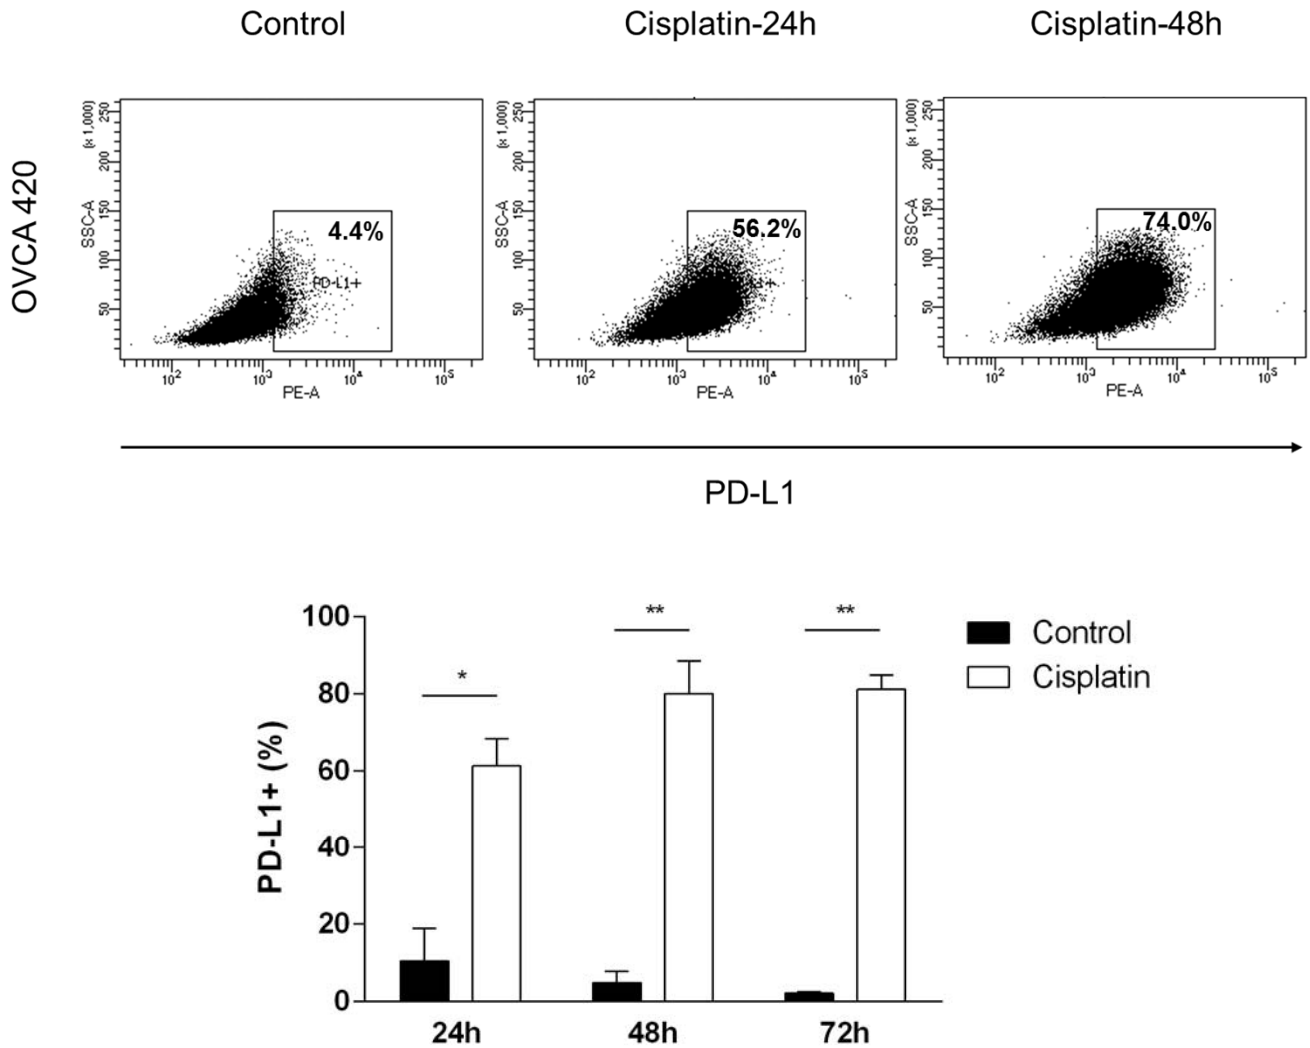 Control Cisplatin-24h Cisplatin-48h
OVCA 420
(x 1,000)
250
200
150
100
50
SSC-A
4.4%
PD-L1+
10² 10³ 10⁴ 10⁵
PE-A
(x 1,000)
250
200
150
100
50
SSC-A
56.2%
10² 10³ 10⁴ 10⁵
PE-A
(x 1,000)
250
200
150
100
50
SSC-A
74.0%
10² 10³ 10⁴ 10⁵
PE-A
PD-L1
PD-L1+ (%)
100
80
60
40
20
0
* ** **
24h 48h 72h
Control
Cisplatin